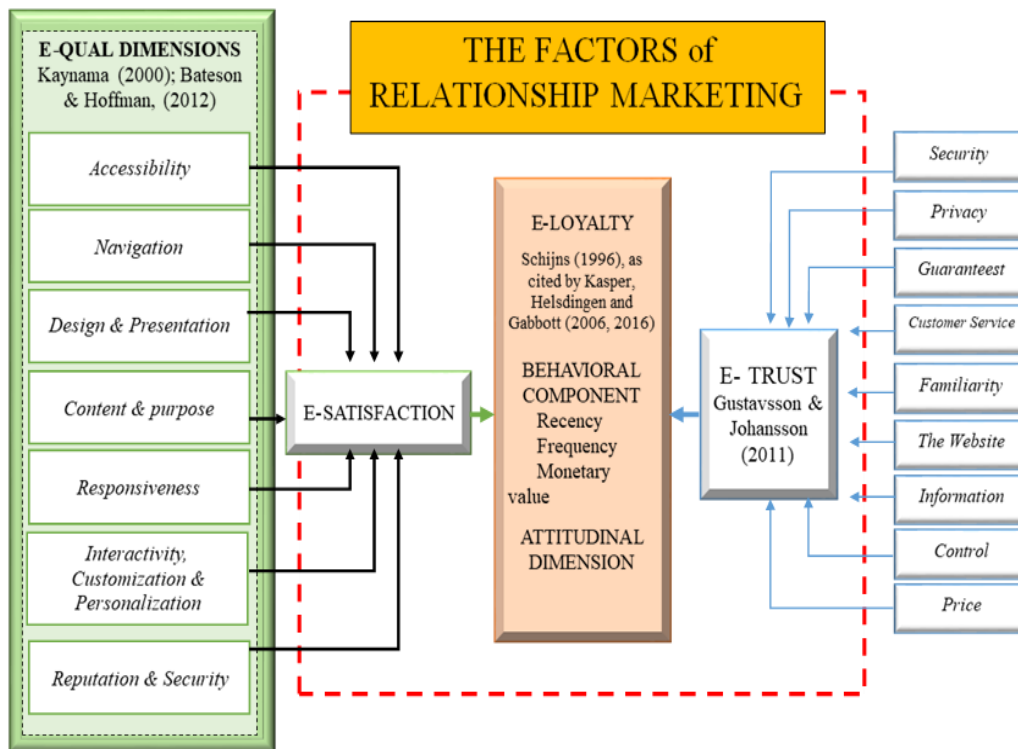 E-QUAL DIMENSIONS
Kaynama (2000); Bateson
& Hoffman, (2012)
Accessibility
Navigation
Design & Presentation
Content & purpose
Responsiveness
Interactivity,
Customization &
Personalization
Reputation & Security
THE FACTORS of
RELATIONSHIP MARKETING
E-SATISFACTION
E-LOYALTY
Schijns (1996), as
cited by Kasper,
Helsdingen and
Gabbott (2006, 2016)
BEHAVIORAL
COMPONENT
Recency
Frequency
Monetary
value
ATTITUDINAL
DIMENSION
E- TRUST
Gustavsson &
Johansson
(2011)
Security
Privacy
Guaranteest
Customer Service
Familiarity
The Website
Information
Control
Price